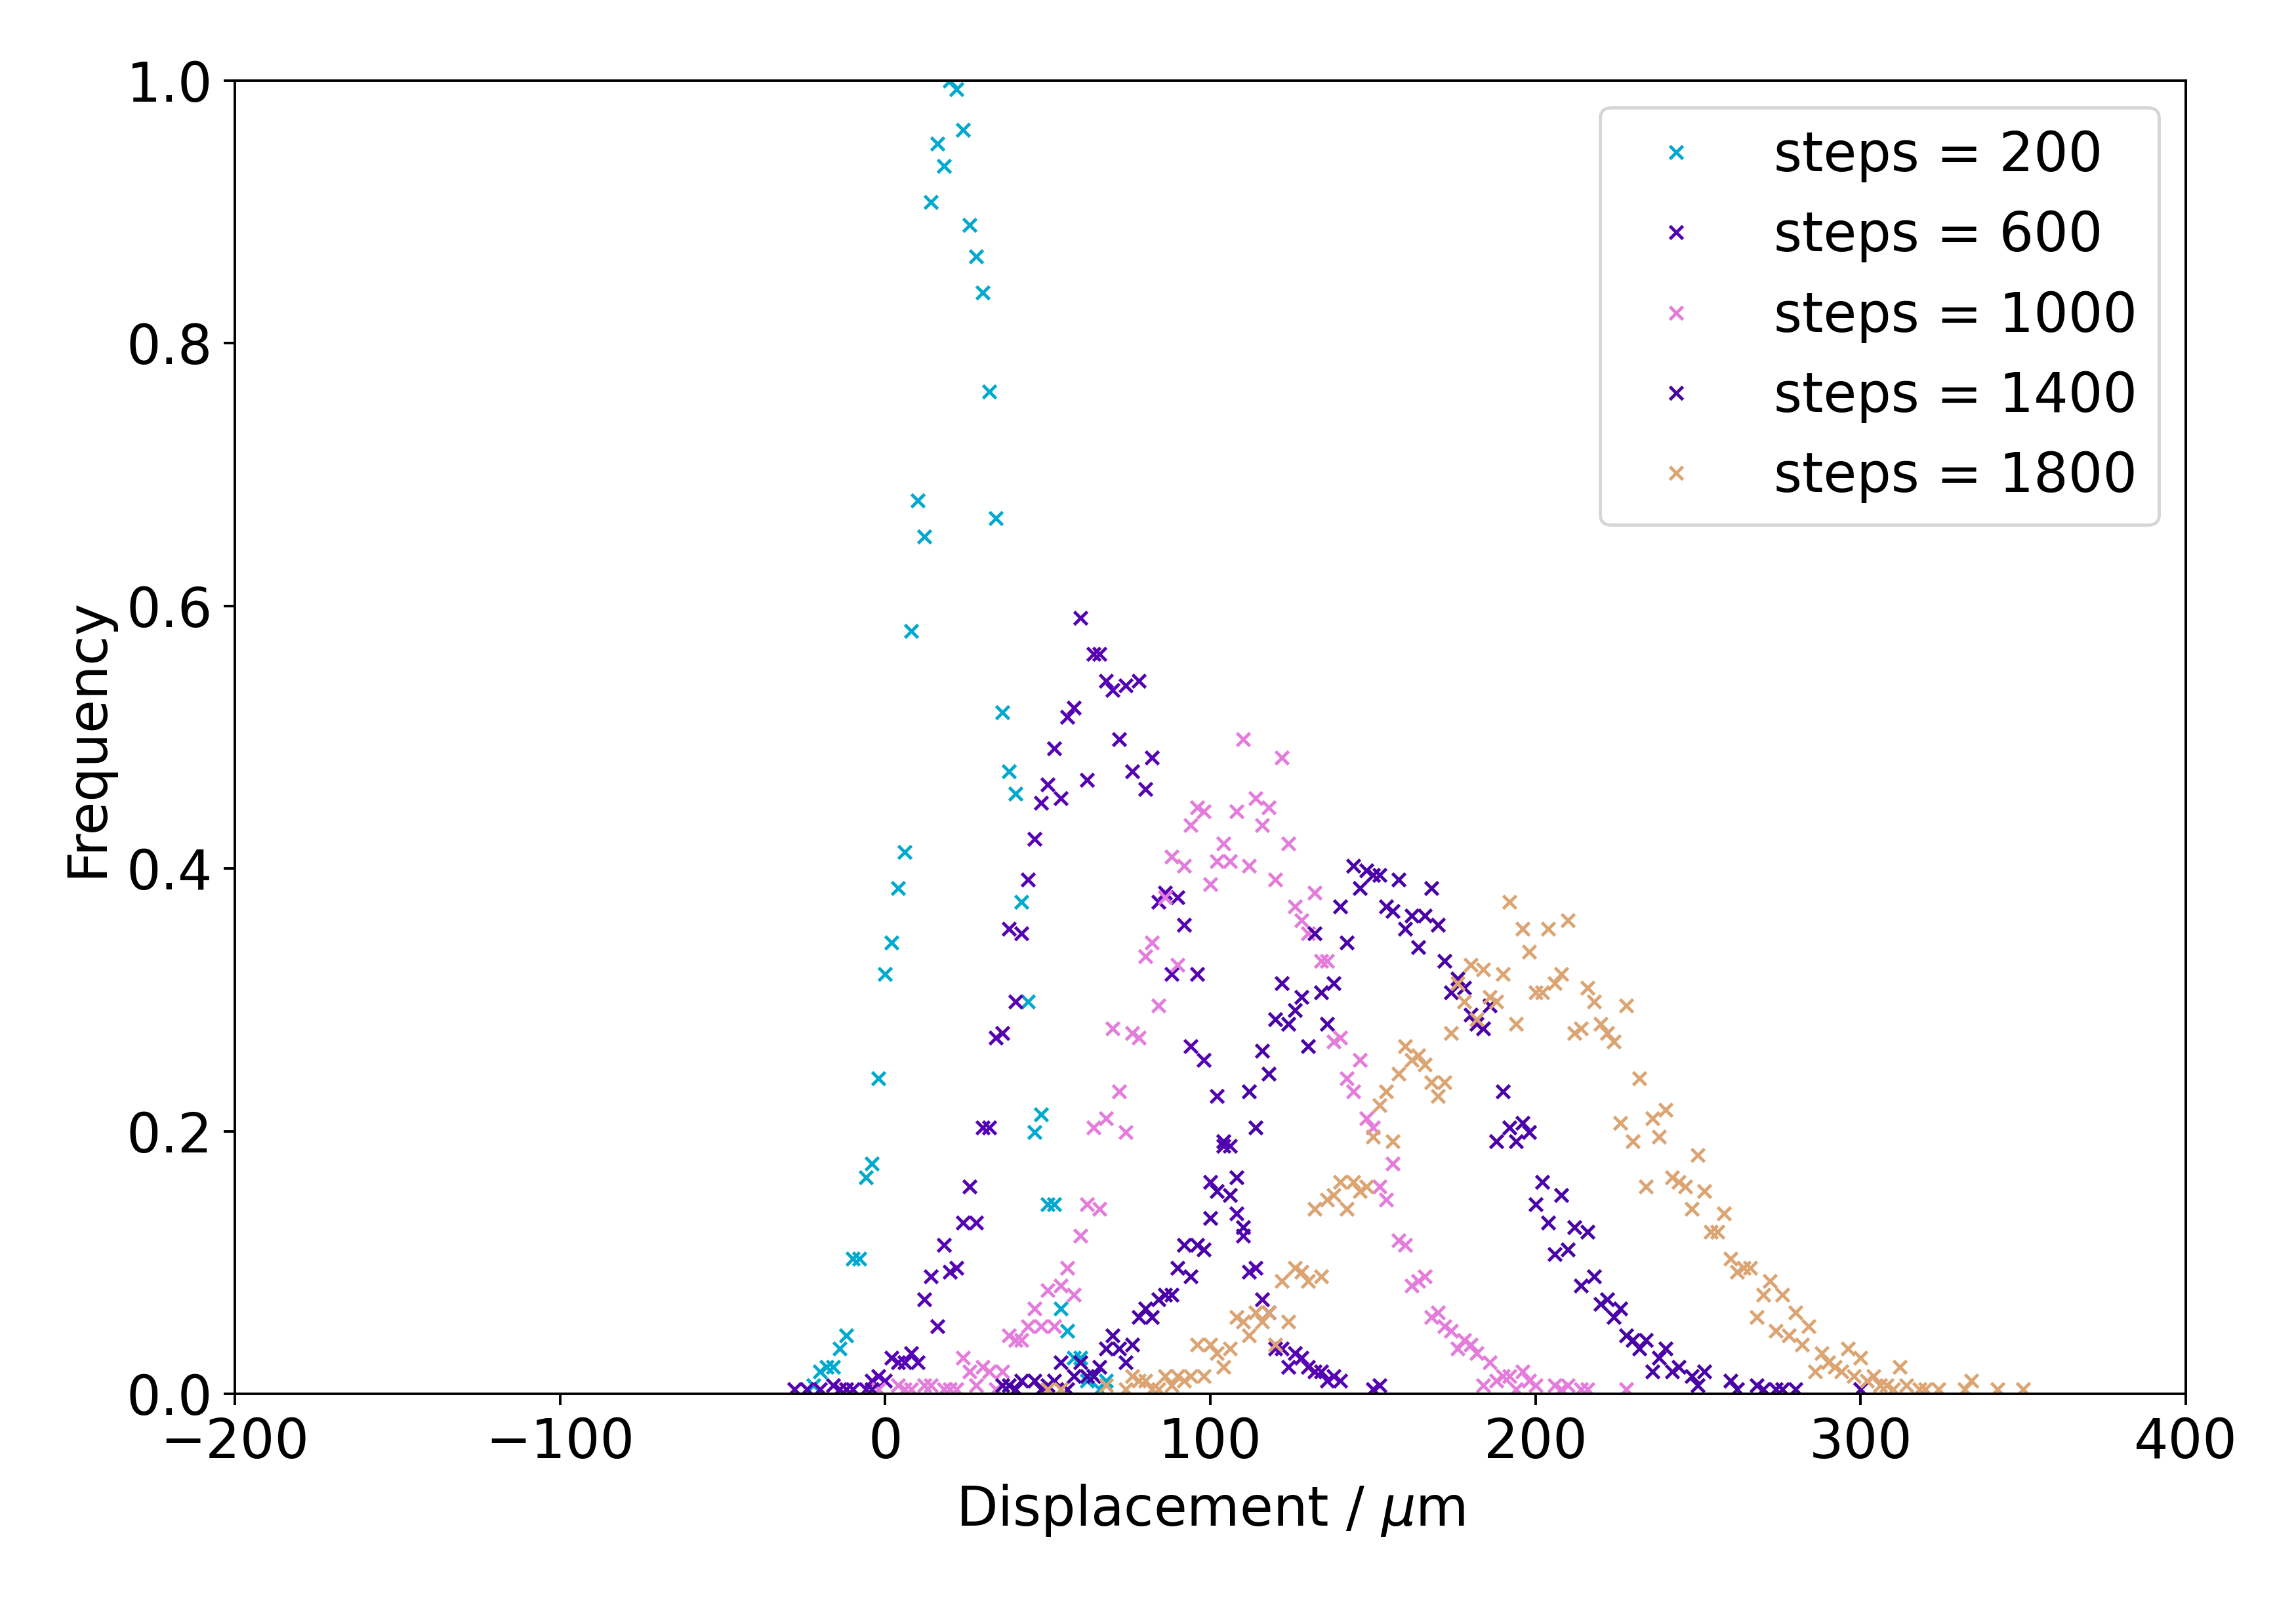 1.0
0.8
0.6
0.4
0.2
0.0
Frequency
steps = 200
steps = 600
steps = 1000
steps = 1400
steps = 1800
−200
−100
0
100
200
300
400
Displacement / μm